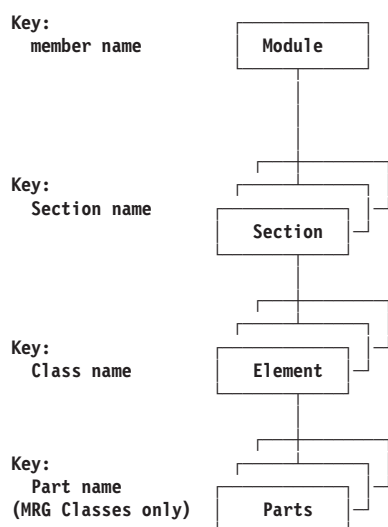 Key:
member name
Module
Key:
Section name
Section
Key:
Class name
Element
Key:
Part name
(MRG Classes only)
Parts